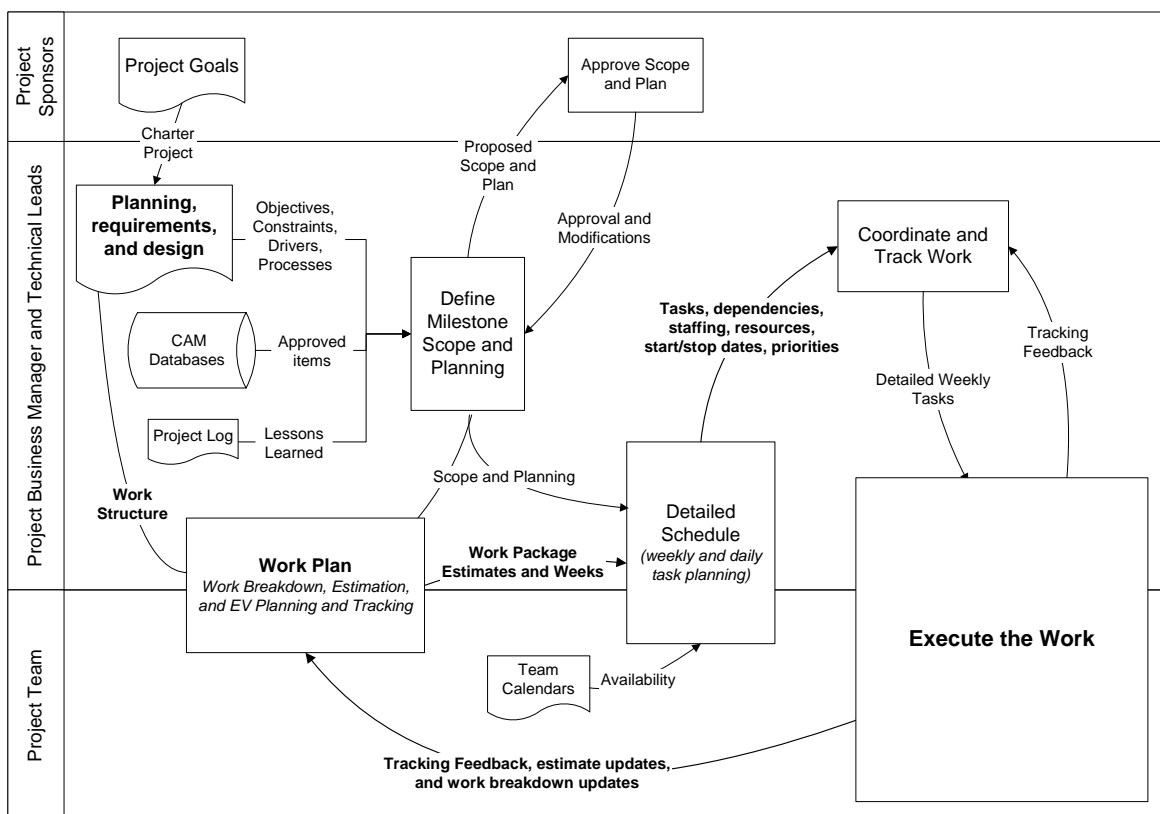 Project
Sponsors
Project Goals
Approve Scope
and Plan
Charter
Project
Proposed
Scope and
Plan
Project Business Manager and Technical Leads
Planning,
requirements,
and design
Objectives,
Constraints,
Drivers,
Processes
Approval and
Modifications
Coordinate and
Track Work
Define
Milestone
Scope and
Planning
CAM
Databases
Approved
items
Tasks, dependencies,
staffing, resources,
start/stop dates, priorities
Tracking
Feedback
Detailed Weekly
Tasks
Project Log
Lessons
Learned
Scope and Planning
Work
Structure
Detailed
Schedule
(weekly and daily
task planning)
Work Plan
Work Breakdown, Estimation,
and EV Planning and Tracking
Work Package
Estimates and Weeks
Execute the Work
Project Team
Team
Calendars
Availability
Tracking Feedback, estimate updates,
and work breakdown updates